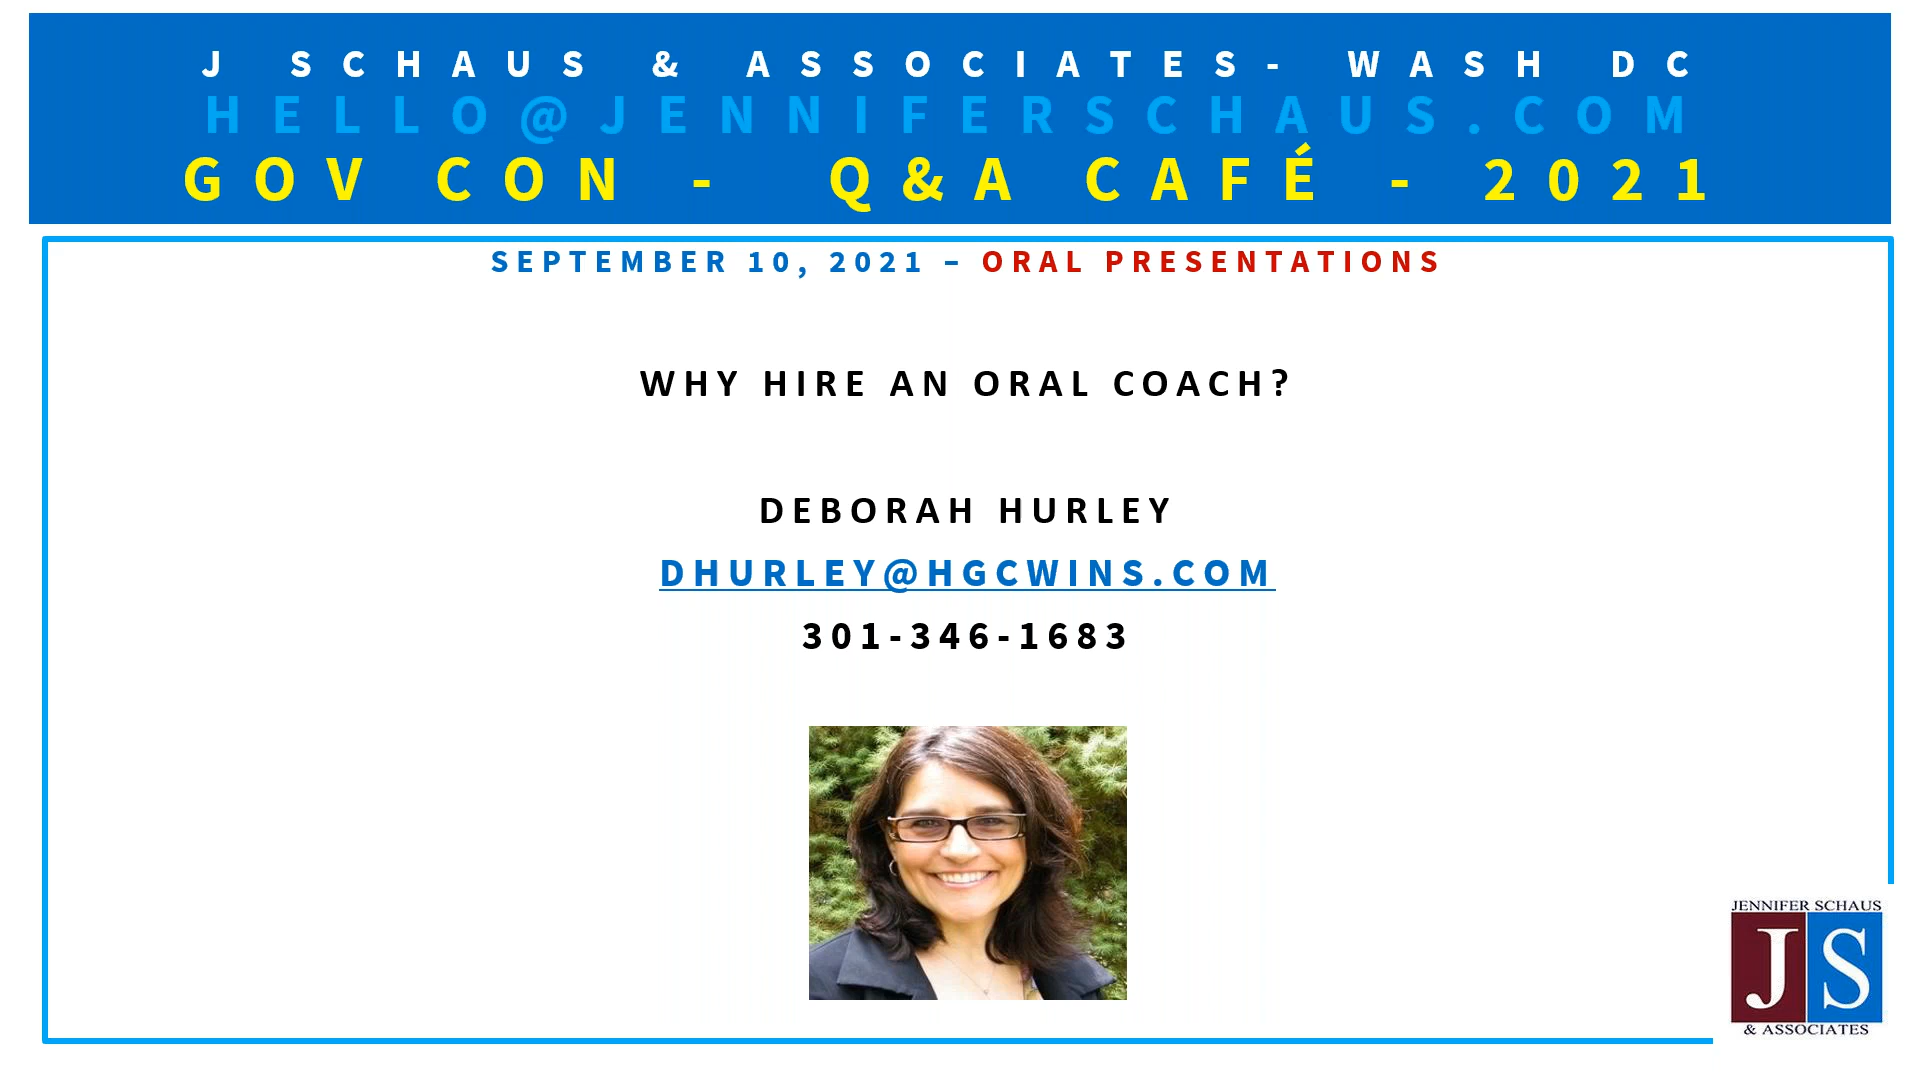 J SCHAUS & ASSOCIATES- WASH DC
HELLO@JENNIFERSCHAUS.COM
GOV CON - Q&A CAFÉ - 2021
SEPTEMBER 10, 2021 – ORAL PRESENTATIONS
WHY HIRE AN ORAL COACH?
DEBORAH HURLEY
DHURLEY@HGCWINS.COM
301-346-1683
JENNIFER SCHAUS
JS
& ASSOCIATES